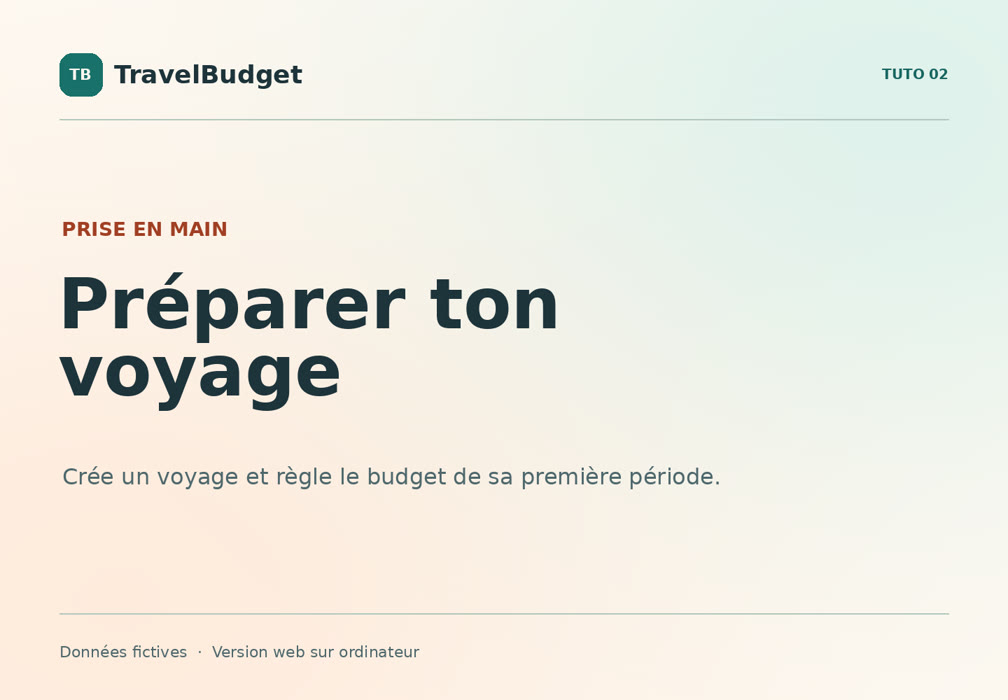 TB TravelBudget
TUTO 02
PRISE EN MAIN
Préparer ton
voyage
Crée un voyage et règle le budget de sa première période.
Données fictives · Version web sur ordinateur